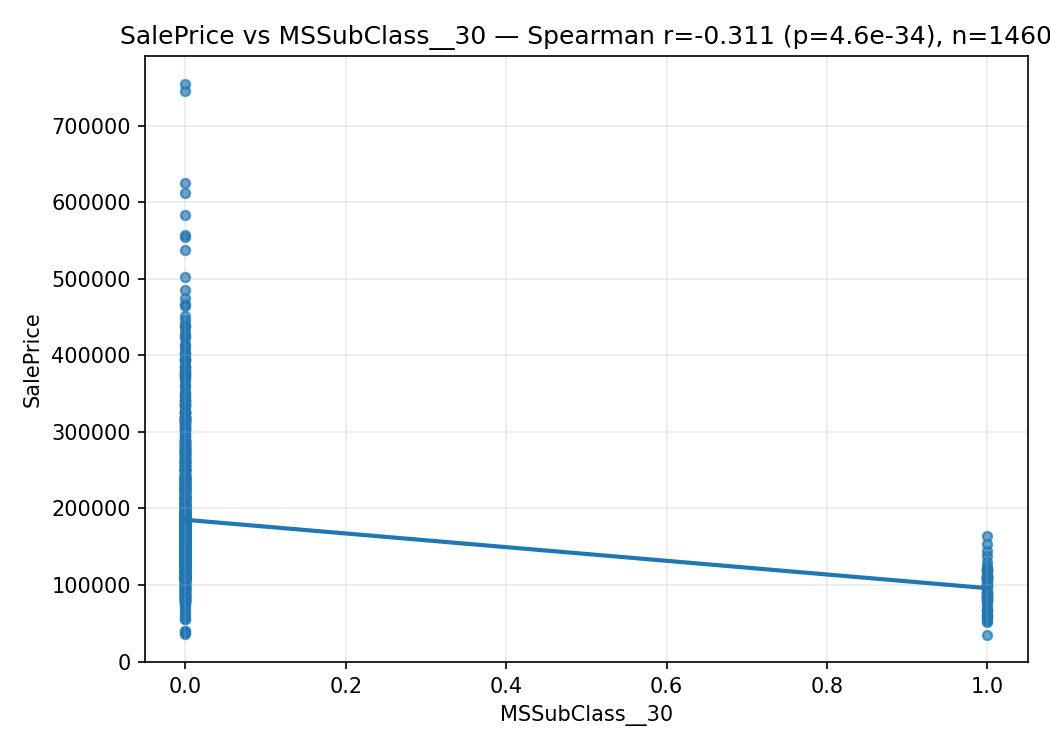 SalePrice vs MSSubClass__30 — Spearman r=-0.311 (p=4.6e-34), n=1460
700000
600000
500000
400000
300000
200000
100000
0
SalePrice
0.0 0.2 0.4 0.6 0.8 1.0
MSSubClass__30